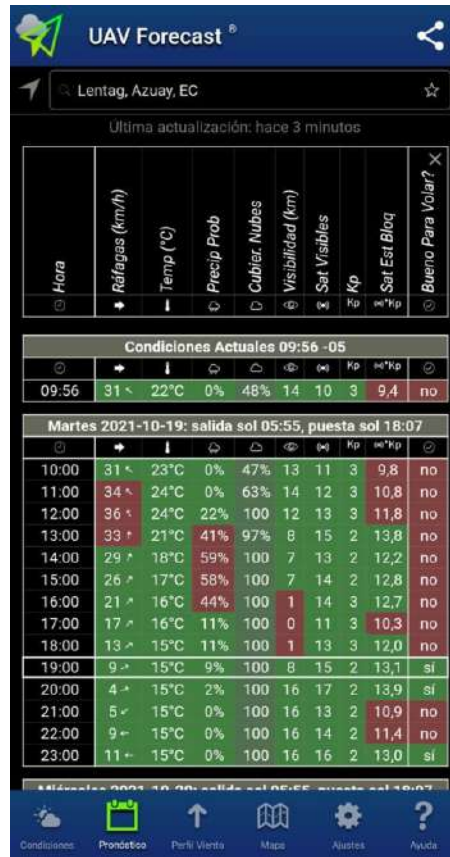 UAV Forecast ®
Lentag, Azuay, EC
Última actualización: hace 3 minutos
Hora Ráfagas (km/h) Temp (°C) Precip Prob Cubier. Nubes Visibilidad (km) Sat Visibles Kp Sat Est Bloq Bueno Para Volar?
Kp Kp
Condiciones Actuales 09:56 -05
Kp Kp
09:56 31 22°C 0% 48% 14 10 3 9,4 no
Martes 2021-10-19: salida sol 05:55, puesta sol 18:07
Kp Kp
10:00 31 23°C 0% 47% 13 11 3 9,8 no
11:00 34 24°C 0% 63% 14 12 3 10,8 no
12:00 36 24°C 22% 100 12 13 3 11,8 no
13:00 33 21°C 41% 97% 8 15 2 13,8 no
14:00 29 18°C 59% 100 7 13 2 12,2 no
15:00 26 17°C 58% 100 7 14 2 12,8 no
16:00 21 16°C 44% 100 1 14 3 12,7 no
17:00 17 16°C 11% 100 0 11 3 10,3 no
18:00 13 15°C 11% 100 1 13 3 12,0 no
19:00 9 15°C 9% 100 8 15 2 13,1 sí
20:00 4 15°C 2% 100 16 17 2 13,9 sí
21:00 5 15°C 0% 100 16 13 2 10,9 no
22:00 9 15°C 0% 100 16 14 2 11,4 no
23:00 11 15°C 0% 100 16 16 2 13,0 sí
Condiciones Pronóstico Perfil Viento Maps Ajustes Ayuda